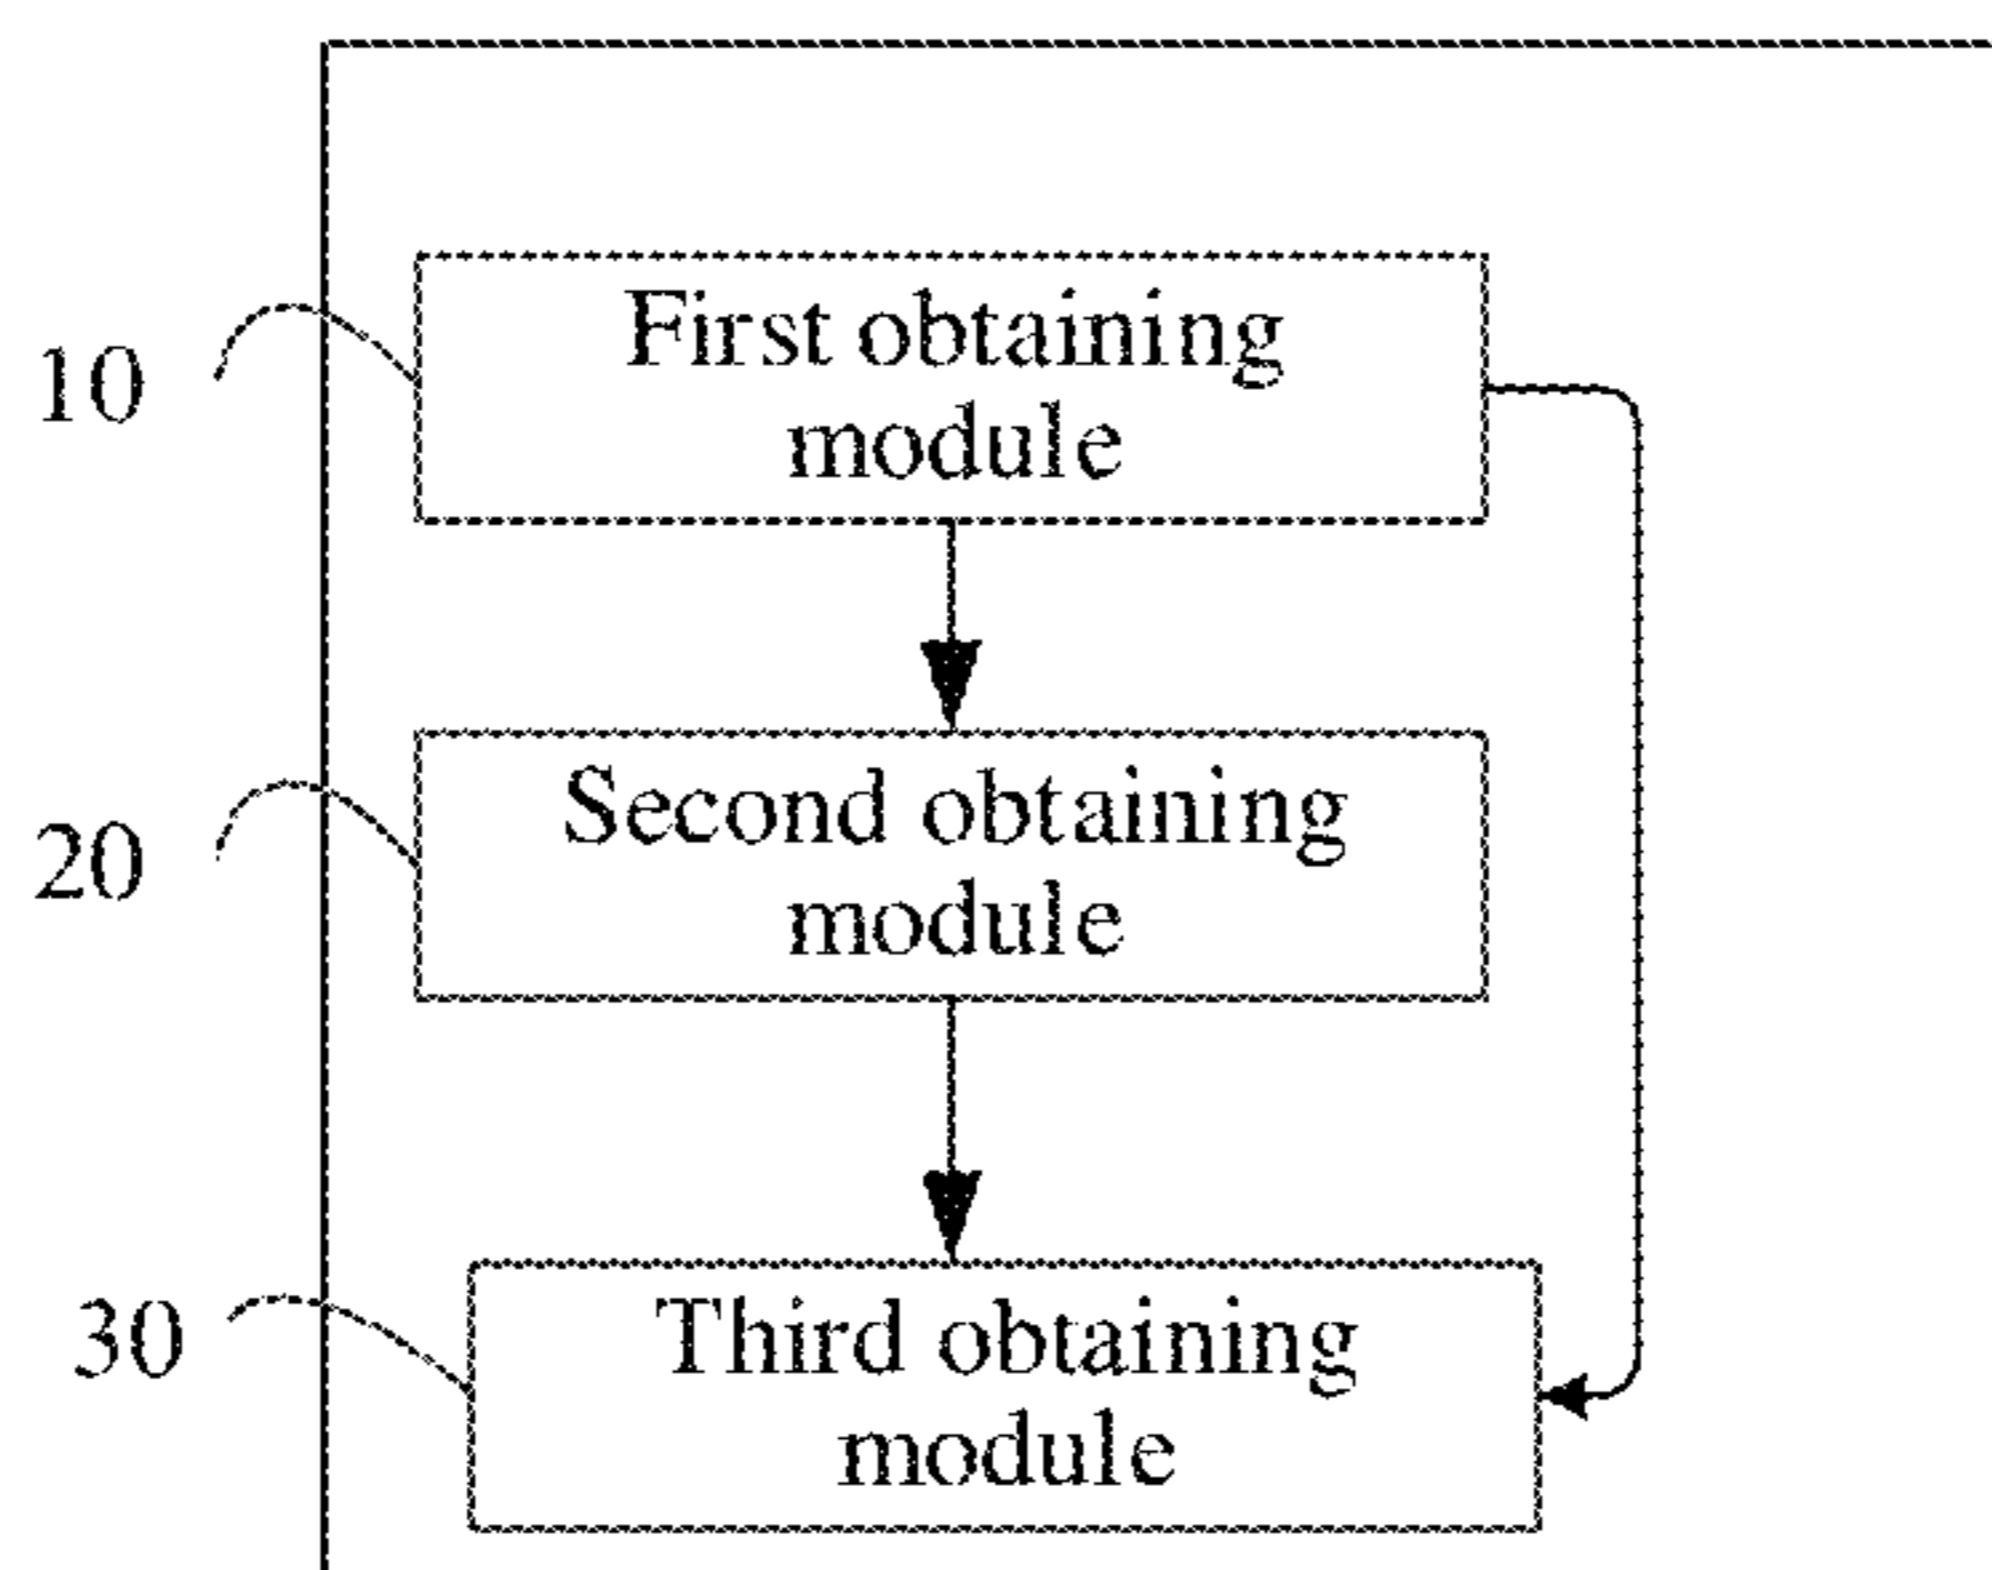 10
First obtaining
module
20
Second obtaining
module
30
Third obtaining
module